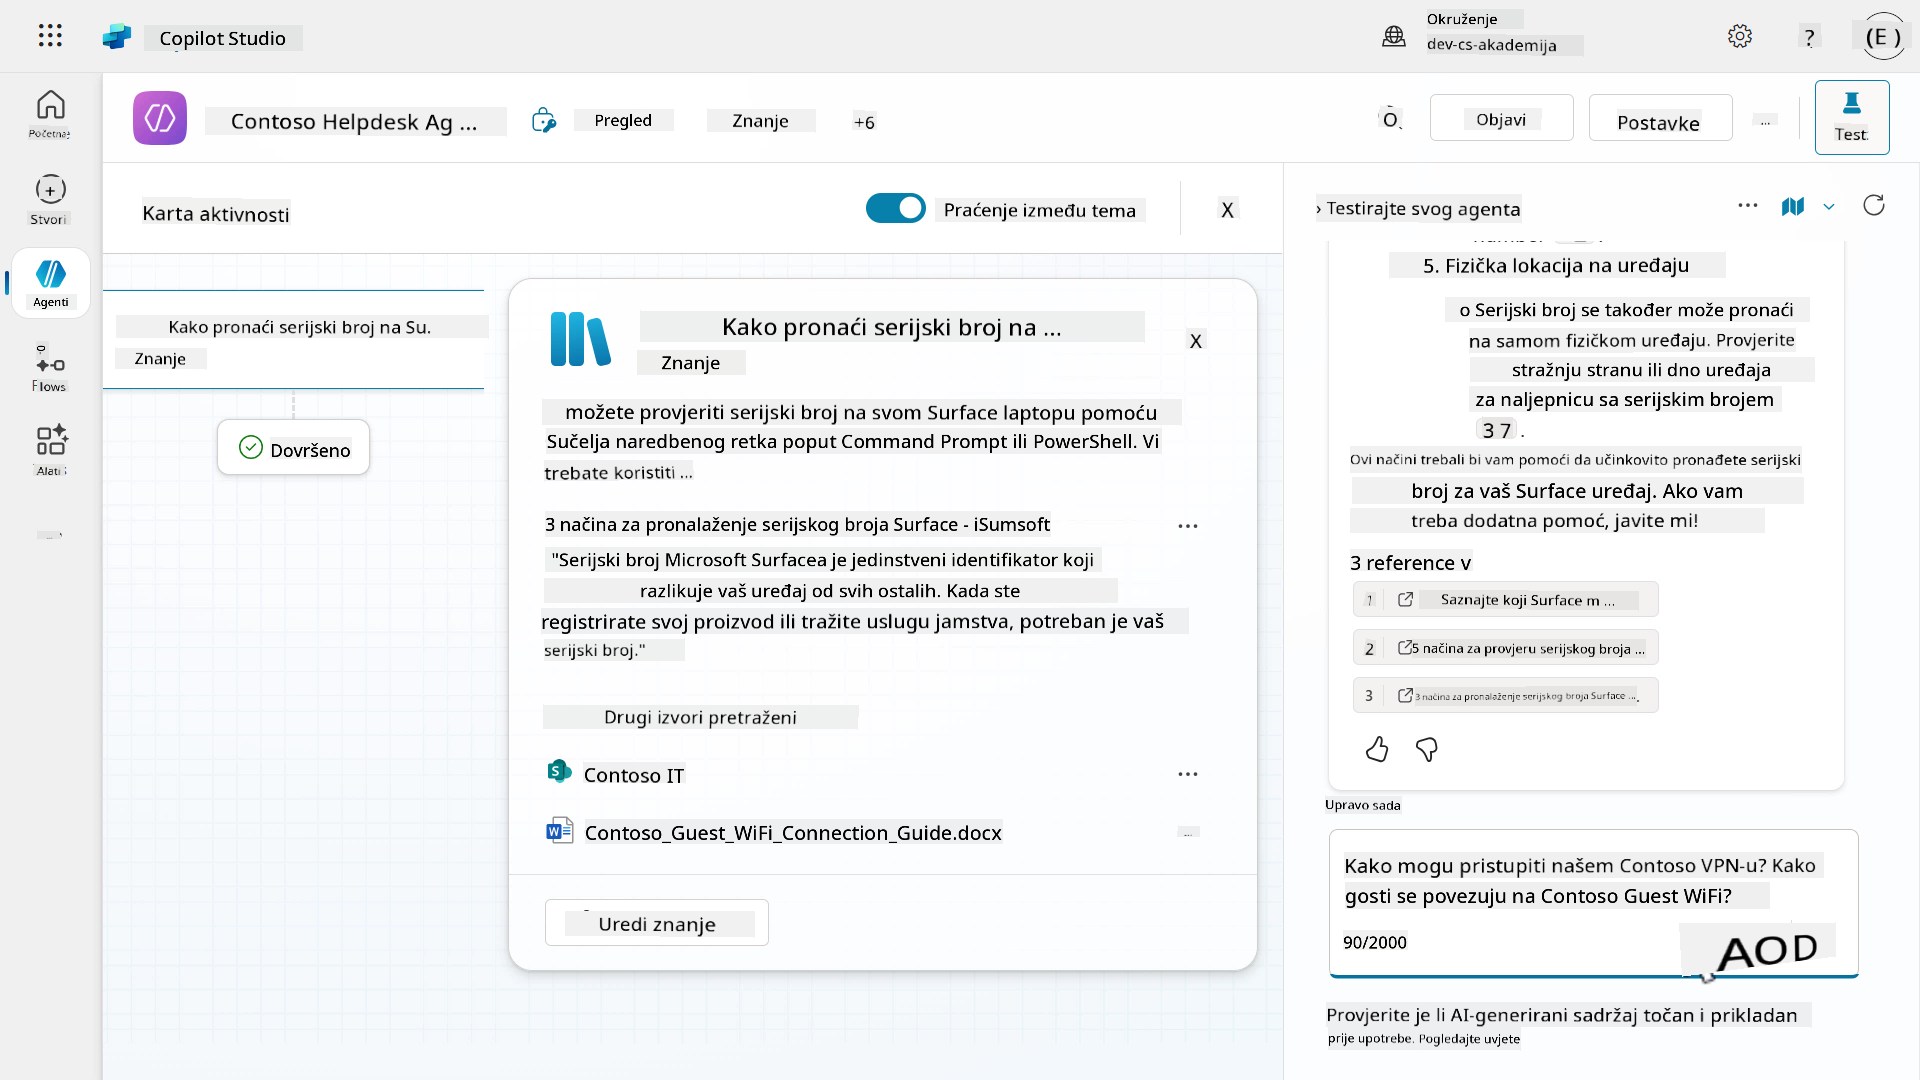 Copilot Studio
Okruženje
dev-cs-akademija
?
(E )
Početnaj
Stvori
Agenti
Flows
Alati
Contoso Helpdesk Ag ...
Pregled
Znanje
+6
Objavi
Postavke
...
Test
Karta aktivnosti
Praćenje između tema
X
Kako pronaći serijski broj na Su.
Znanje
Dovršeno
Kako pronaći serijski broj na ...
Znanje
X
možete provjeriti serijski broj na svom Surface laptopu pomoću
Sučelja naredbenog retka poput Command Prompt ili PowerShell. Vi
trebate koristiti ...
3 načina za pronalaženje serijskog broja Surface - iSumsoft
"Serijski broj Microsoft Surfacea je jedinstveni identifikator koji
razlikuje vaš uređaj od svih ostalih. Kada ste
registrirate svoj proizvod ili tražite uslugu jamstva, potreban je vaš
serijski broj."
Drugi izvori pretraženi
Contoso IT
Contoso_Guest_WiFi_Connection_Guide.docx
Uredi znanje
› Testirajte svog agenta
5. Fizička lokacija na uređaju
o Serijski broj se također može pronaći
na samom fizičkom uređaju. Provjerite
stražnju stranu ili dno uređaja
za naljepnicu sa serijskim brojem
3 7 .
Ovi načini trebali bi vam pomoći da učinkovito pronađete serijski
broj za vaš Surface uređaj. Ako vam
treba dodatna pomoć, javite mi!
3 reference v
1 Saznajte koji Surface m ...
2 5 načina za provjeru serijskog broja ...
3 3 načina za pronalaženje serijskog broja Surface ...
Upravo sada
Kako mogu pristupiti našem Contoso VPN-u? Kako
gosti se povezuju na Contoso Guest WiFi?
90/2000
AOD
Provjerite je li AI-generirani sadržaj točan i prikladan
prije upotrebe. Pogledajte uvjete